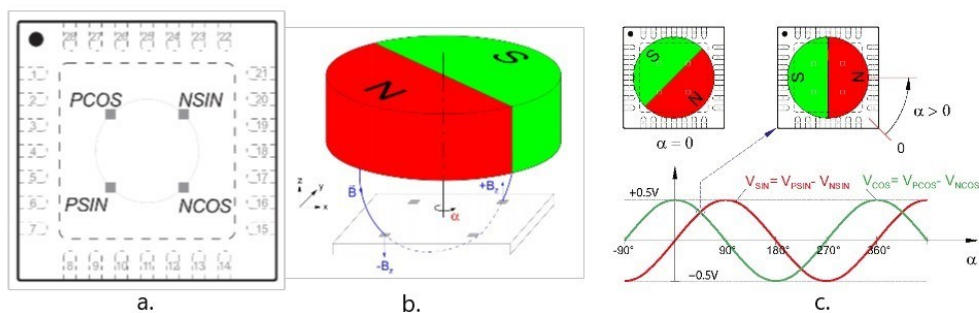 28 27 26 25 24 23 22
1 21
PCOS NSIN
2 20
3 19
4 18
5 17
PSIN NCOS
6 16
7 15
8 9 10 11 12 13 14
a.
N S
B
+Bz
z y x
α
-Bz
b.
S N
α = 0
S N
α > 0
0
+0.5V
VSIN= VPSIN- VNSIN
VCOS= VPCOS- VNCOS
-90° 90° 180° 270° 360° α
−0.5V
c.